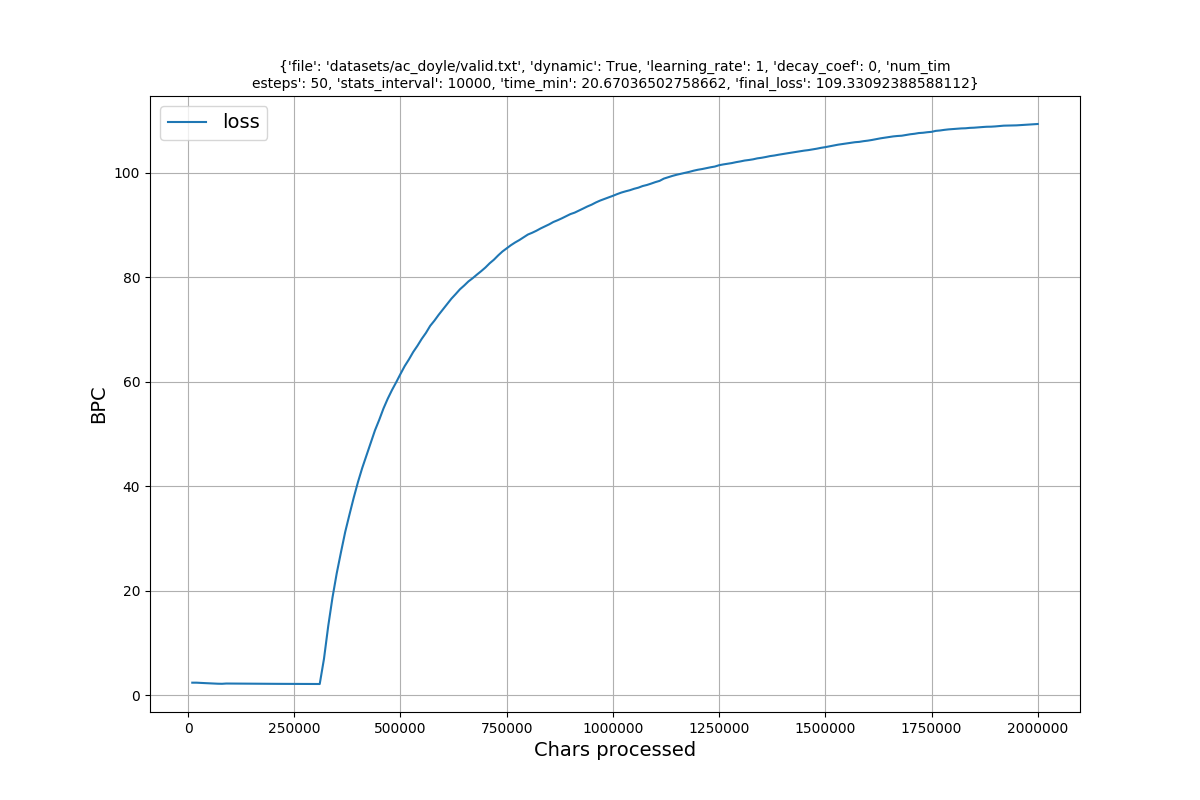 {'file': 'datasets/ac_doyle/valid.txt', 'dynamic': True, 'learning_rate': 1, 'decay_coef': 0, 'num_tim
esteps': 50, 'stats_interval': 10000, 'time_min': 20.67036502758662, 'final_loss': 109.33092388588112}
loss
100
80
60
40
20
0
BPC
0 250000 500000 750000 1000000 1250000 1500000 1750000 2000000
Chars processed